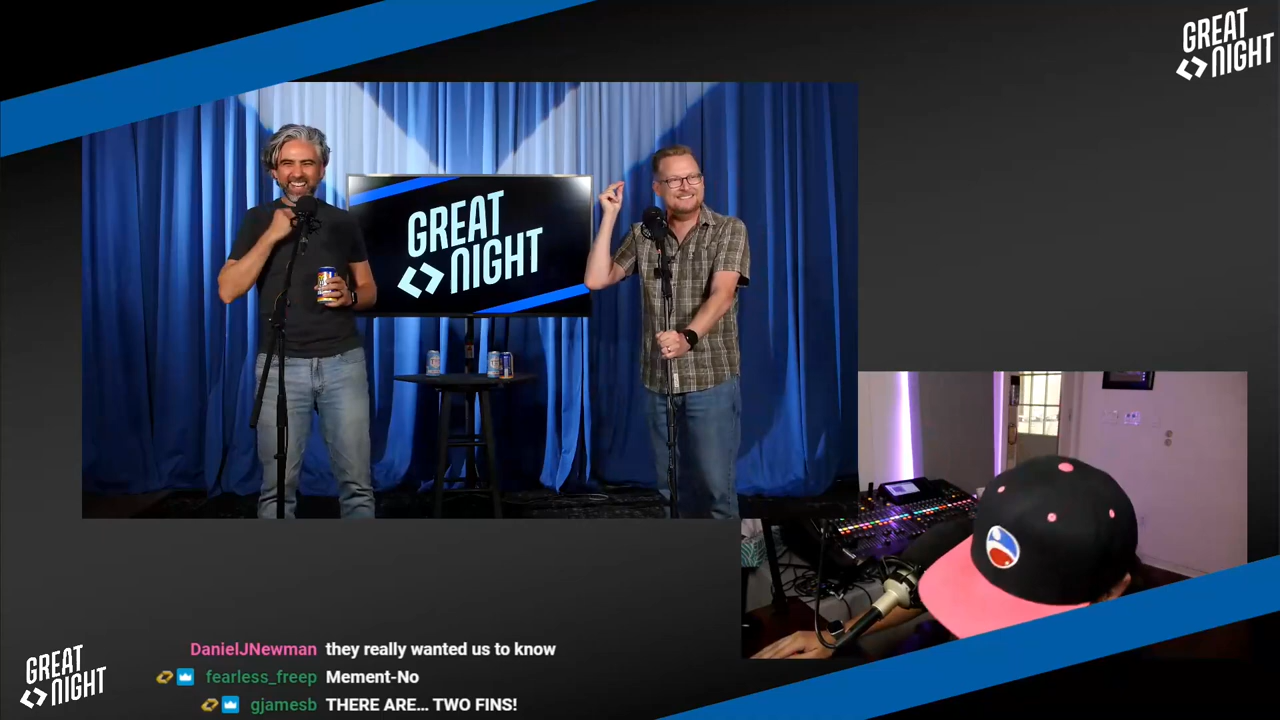 GREAT
NIGHT
GREAT
NIGHT
GREAT
NIGHT
DanielJNewman they really wanted us to know
fearless_freep Mement-No
gjamesb THERE ARE... TWO FINS!